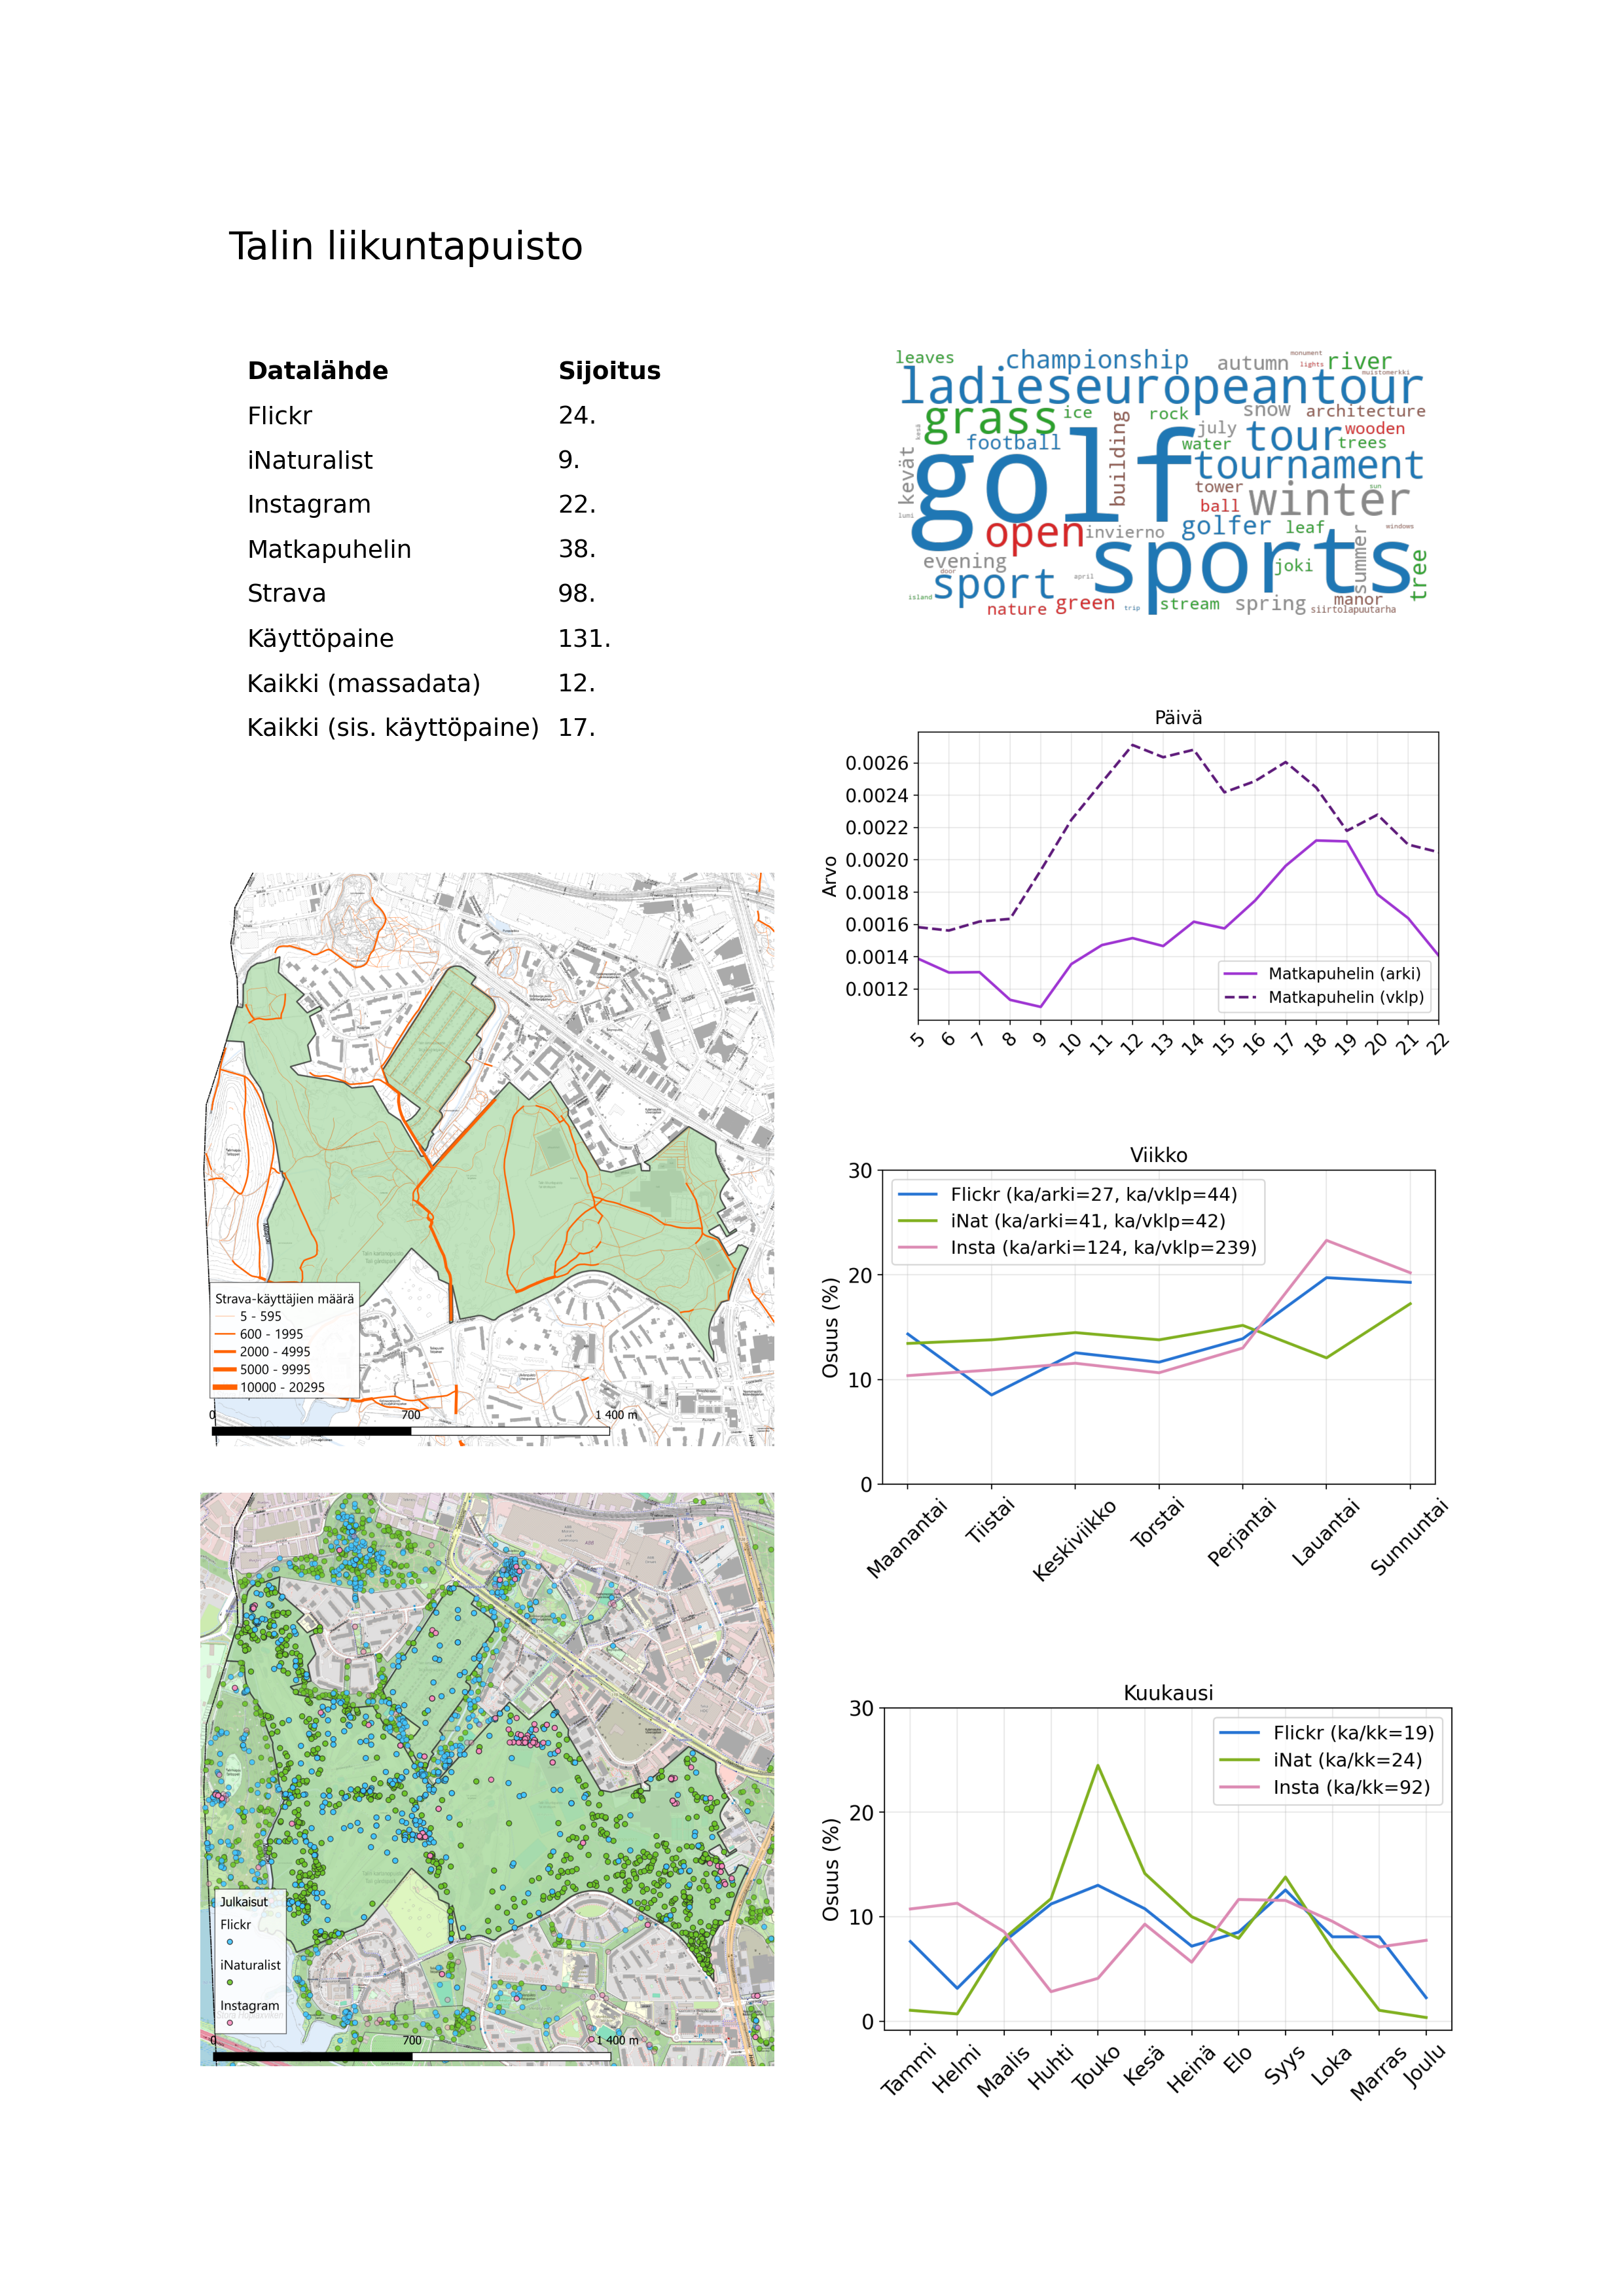 Talin liikuntapuisto
Datalähde Sijoitus
Flickr 24.
iNaturalist 9.
Instagram 22.
Matkapuhelin 38.
Strava 98.
Käyttöpaine 131.
Kaikki (massadata) 12.
Kaikki (sis. käyttöpaine) 17.
leaves championship autumn monument lights river muistomerkki
ladieseuropeantour
grass ice building rock snow architecture
kesä football july tour wooden
water trees
kevät golf tournament
tower sun winter
ball
lumi open invierno golfer leaf summer windows
evening sports joki tree
door sport april
island nature green trip stream spring manor
siirtolapuutarha
Päivä
Arvo
0.0026
0.0024
0.0022
0.0020
0.0018
0.0016
0.0014
0.0012
Matkapuhelin (arki)
Matkapuhelin (vklp)
5 6 7 8 9 10 11 12 13 14 15 16 17 18 19 20 21 22
Strava-käyttäjien määrä
5 - 595
600 - 1995
2000 - 4995
5000 - 9995
10000 - 20295
0 700 1 400 m
Viikko
Osuus (%)
30
20
10
0
Flickr (ka/arki=27, ka/vklp=44)
iNat (ka/arki=41, ka/vklp=42)
Insta (ka/arki=124, ka/vklp=239)
Maanantai Tiistai Keskiviikko Torstai Perjantai Lauantai Sunnuntai
Julkaisut
Flickr
iNaturalist
Instagram
0 700 1 400 m
Kuukausi
Osuus (%)
30
20
10
0
Flickr (ka/kk=19)
iNat (ka/kk=24)
Insta (ka/kk=92)
Tammi Helmi Maalis Huhti Touko Kesä Heinä Elo Syys Loka Marras Joulu